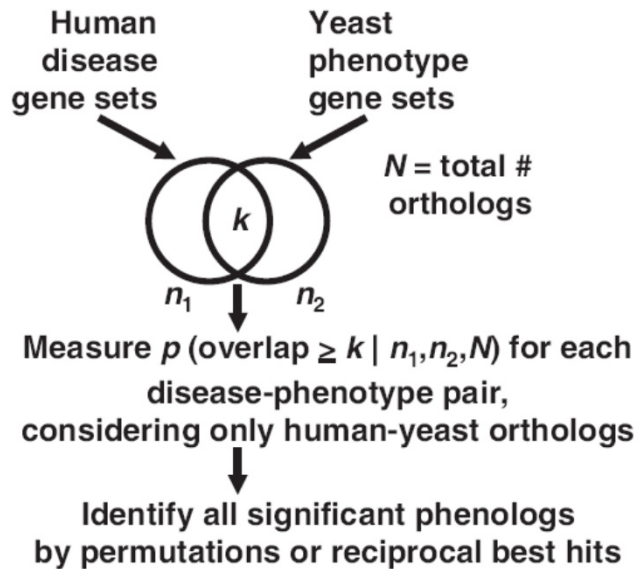 Human
disease
gene sets
Yeast
phenotype
gene sets
N = total #
orthologs
k
n₁
n₂
Measure p (overlap ≥ k | n₁,n₂,N) for each
disease-phenotype pair,
considering only human-yeast orthologs
Identify all significant phenologs
by permutations or reciprocal best hits